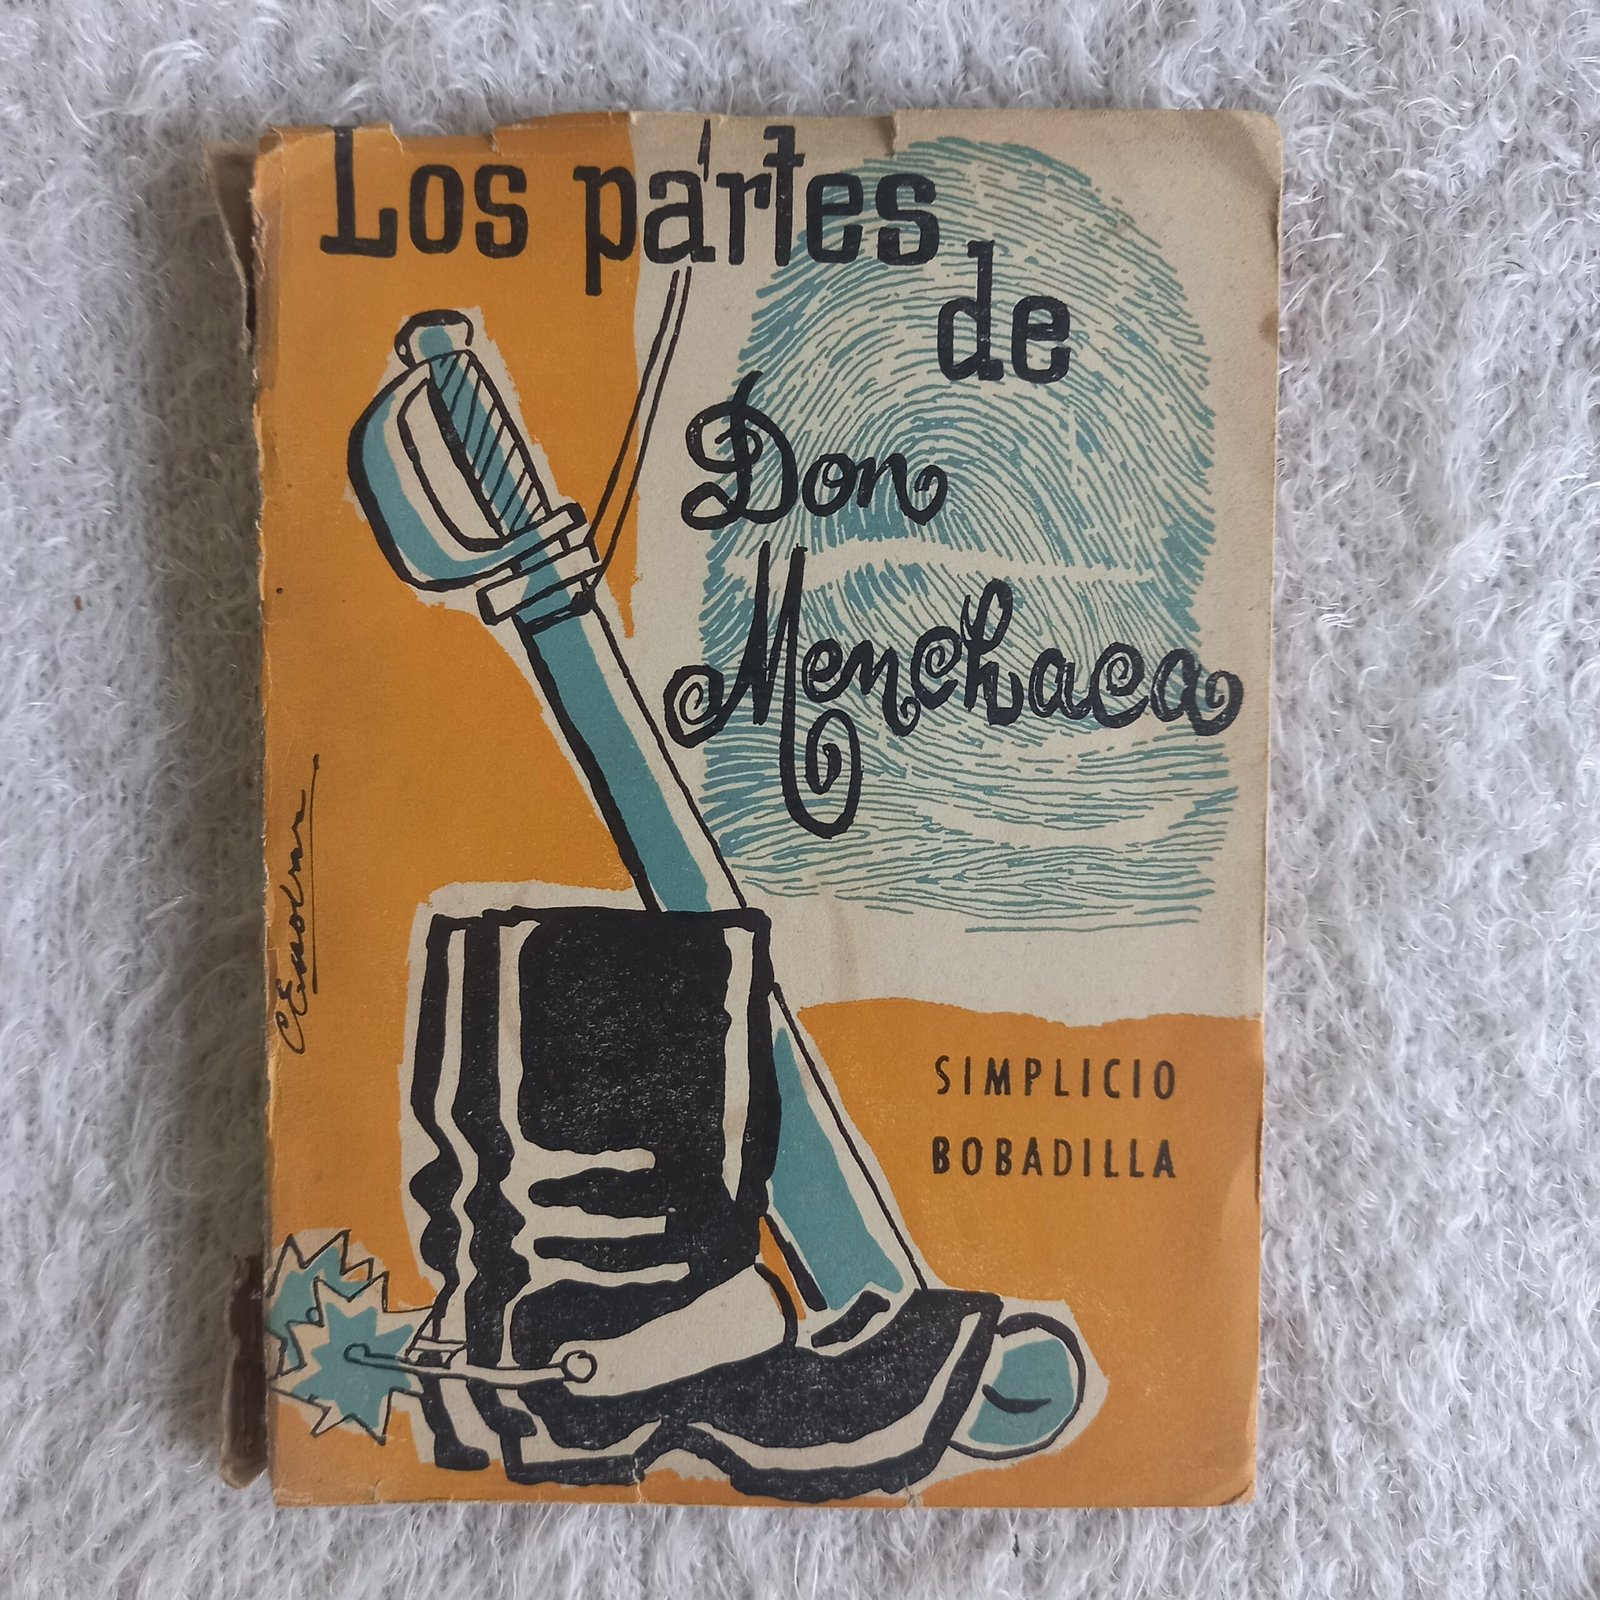 Los partes
de
Don
Menchaca
SIMPLICIO
BOBADILLA